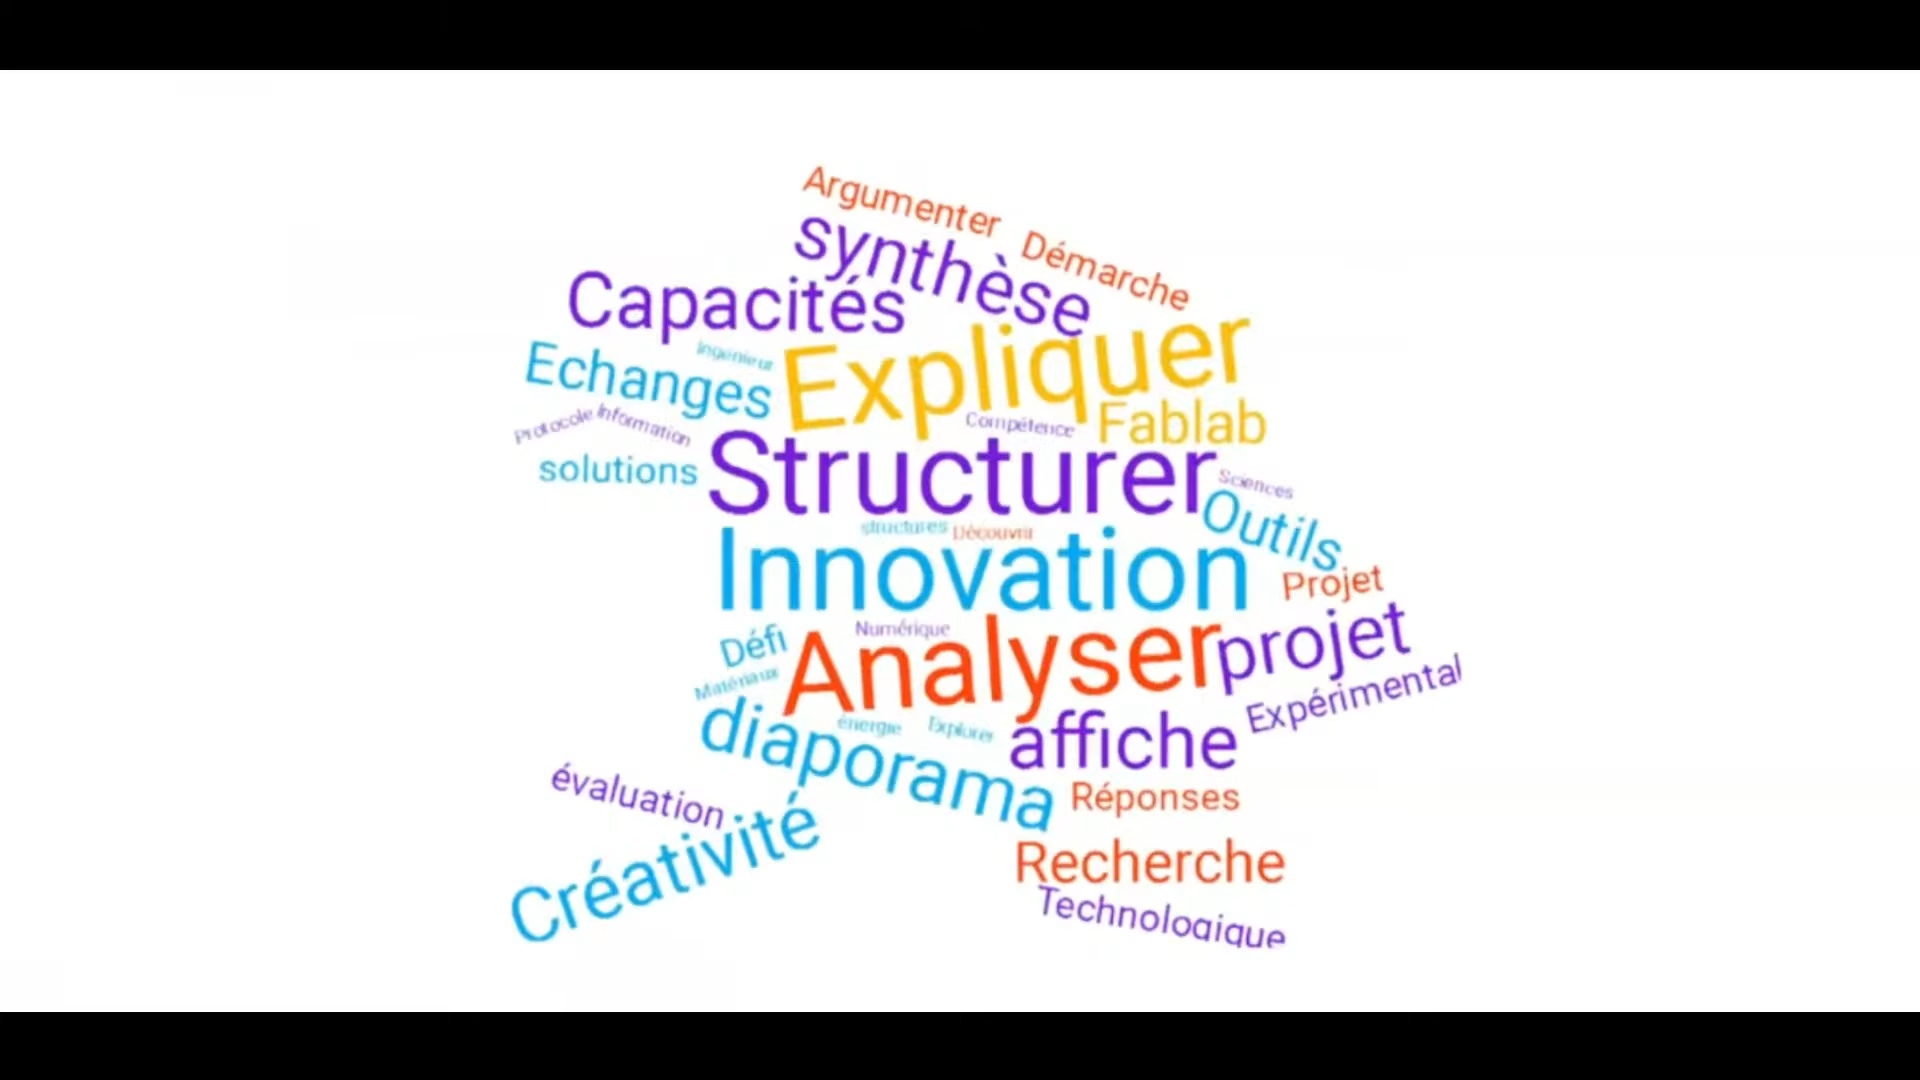 Argumenter
Démarche
synthèse
Capacités
Expliquer
Echanges
Ingénieur
Protocole
Information
Compétence
Fablab
solutions
Structurer
Sciences
Outils
structures
Découvrir
Innovation
Projet
Défi
Numérique
Analyser
projet
Matériaux
Expérimental
diaporama
énergie
Explorer
affiche
évaluation
Réponses
Créativité
Recherche
Technologique